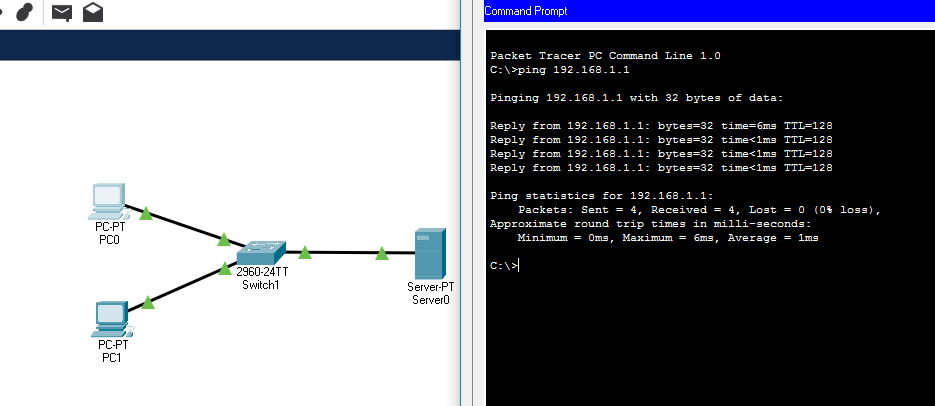 PC-PT
PC0
2960-24TT
Switch1
Server-PT
Server0
PC-PT
PC1
Command Prompt
Packet Tracer PC Command Line 1.0
C:\>ping 192.168.1.1
Pinging 192.168.1.1 with 32 bytes of data:
Reply from 192.168.1.1: bytes=32 time=6ms TTL=128
Reply from 192.168.1.1: bytes=32 time<1ms TTL=128
Reply from 192.168.1.1: bytes=32 time<1ms TTL=128
Reply from 192.168.1.1: bytes=32 time<1ms TTL=128
Ping statistics for 192.168.1.1:
Packets: Sent = 4, Received = 4, Lost = 0 (0% loss),
Approximate round trip times in milli-seconds:
Minimum = 0ms, Maximum = 6ms, Average = 1ms
C:\>